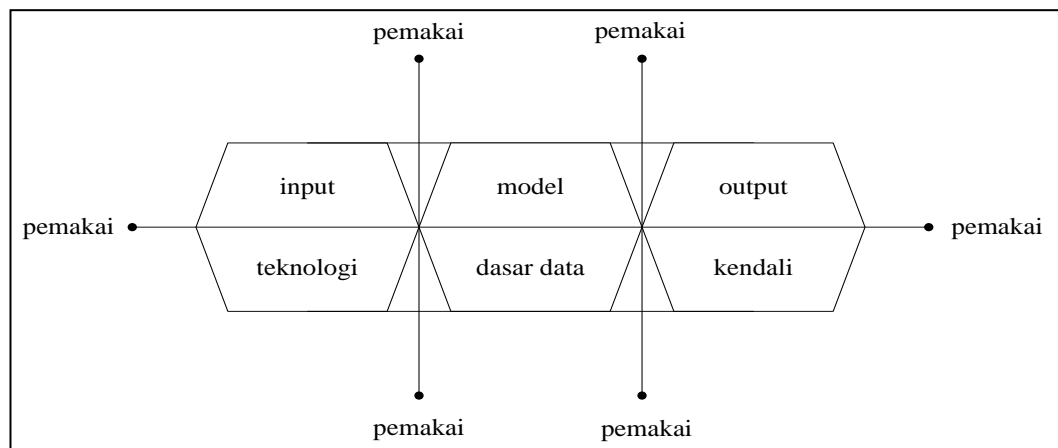 pemakai pemakai
input model output
pemakai pemakai
teknologi dasar data kendali
pemakai pemakai